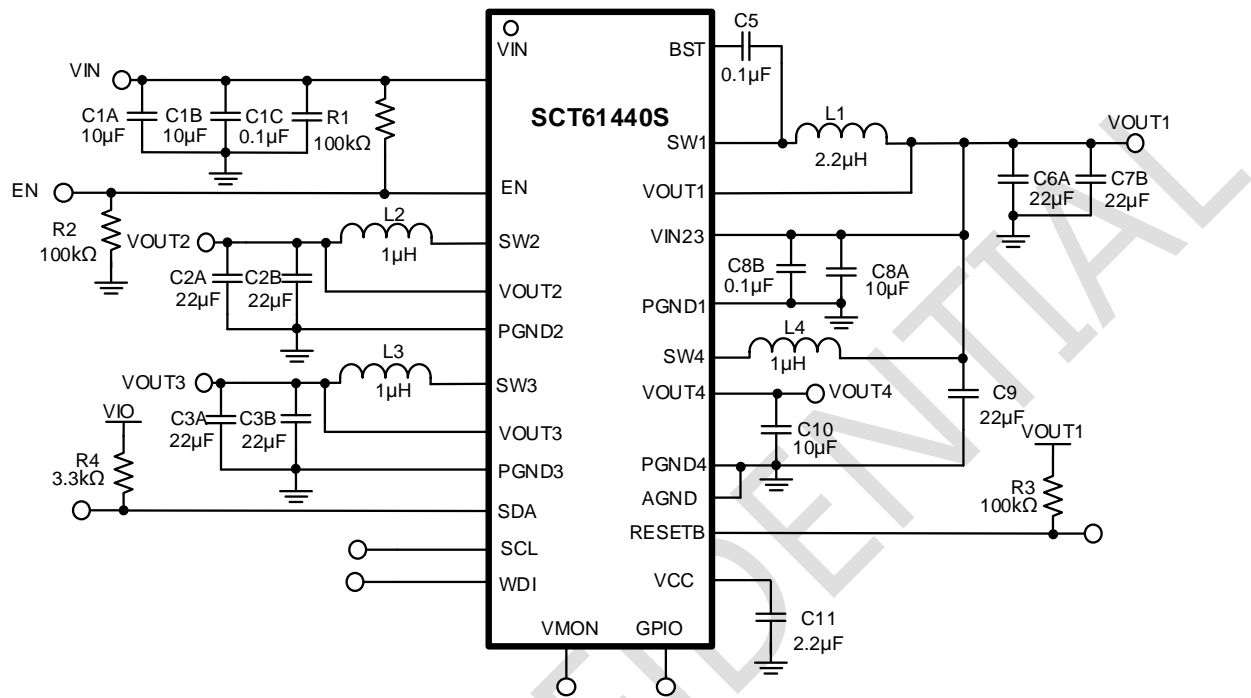 VIN
C1A
10µF
C1B
10µF
C1C
0.1µF
R1
100kΩ
EN
R2
100kΩ
VOUT2
L2
1µH
C2A
22µF
C2B
22µF
VOUT3
L3
1µH
C3A
22µF
C3B
22µF
VIO
R4
3.3kΩ
SCT61440S
VIN
EN
SW2
VOUT2
PGND2
SW3
VOUT3
PGND3
SDA
SCL
WDI
VMON
GPIO
BST
SW1
VOUT1
VIN23
PGND1
SW4
VOUT4
PGND4
AGND
RESETB
VCC
C5
0.1µF
L1
2.2µH
VOUT1
C6A
22µF
C7B
22µF
C8B
0.1µF
C8A
10µF
L4
1µH
VOUT4
C9
22µF
C10
10µF
VOUT1
R3
100kΩ
C11
2.2µF